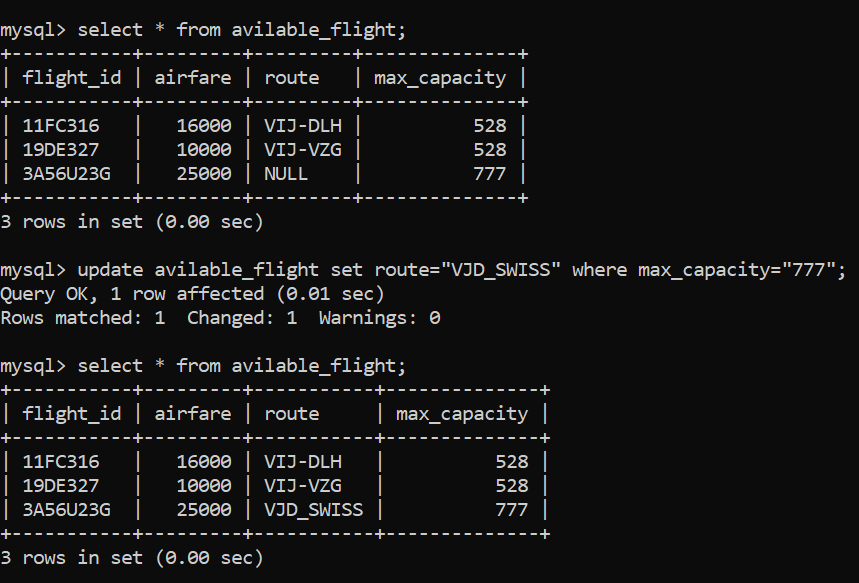 mysql> select * from avilable_flight;
+-----------+---------+---------+--------------+
| flight_id | airfare | route   | max_capacity |
+-----------+---------+---------+--------------+
| 11FC316   |   16000 | VIJ-DLH |          528 |
| 19DE327   |   10000 | VIJ-VZG |          528 |
| 3A56U23G  |   25000 | NULL    |          777 |
+-----------+---------+---------+--------------+
3 rows in set (0.00 sec)
mysql> update avilable_flight set route="VJD_SWISS" where max_capacity="777";
Query OK, 1 row affected (0.01 sec)
Rows matched: 1  Changed: 1  Warnings: 0
mysql> select * from avilable_flight;
+-----------+---------+-----------+--------------+
| flight_id | airfare | route     | max_capacity |
+-----------+---------+-----------+--------------+
| 11FC316   |   16000 | VIJ-DLH   |          528 |
| 19DE327   |   10000 | VIJ-VZG   |          528 |
| 3A56U23G  |   25000 | VJD_SWISS |          777 |
+-----------+---------+-----------+--------------+
3 rows in set (0.00 sec)